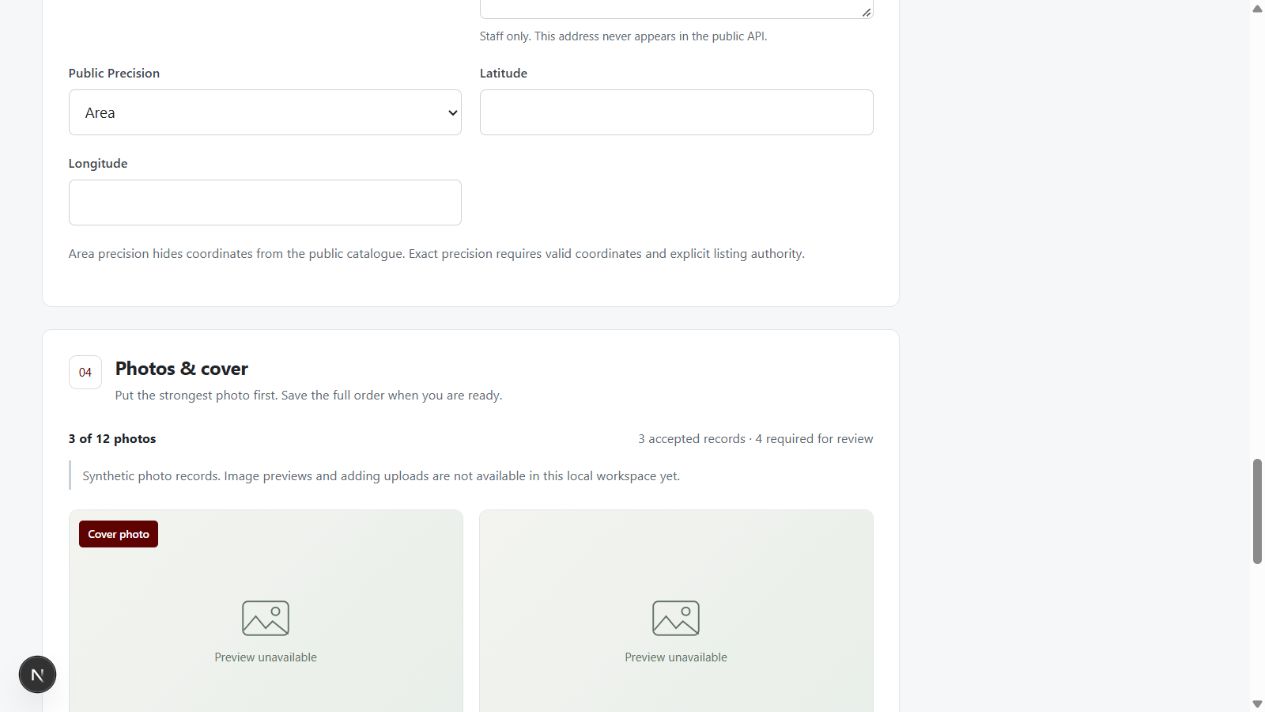 Staff only. This address never appears in the public API.
Public Precision
Latitude
Area
Longitude
Area precision hides coordinates from the public catalogue. Exact precision requires valid coordinates and explicit listing authority.
04
Photos & cover
Put the strongest photo first. Save the full order when you are ready.
3 of 12 photos
3 accepted records · 4 required for review
Synthetic photo records. Image previews and adding uploads are not available in this local workspace yet.
Cover photo
Preview unavailable
Preview unavailable
N